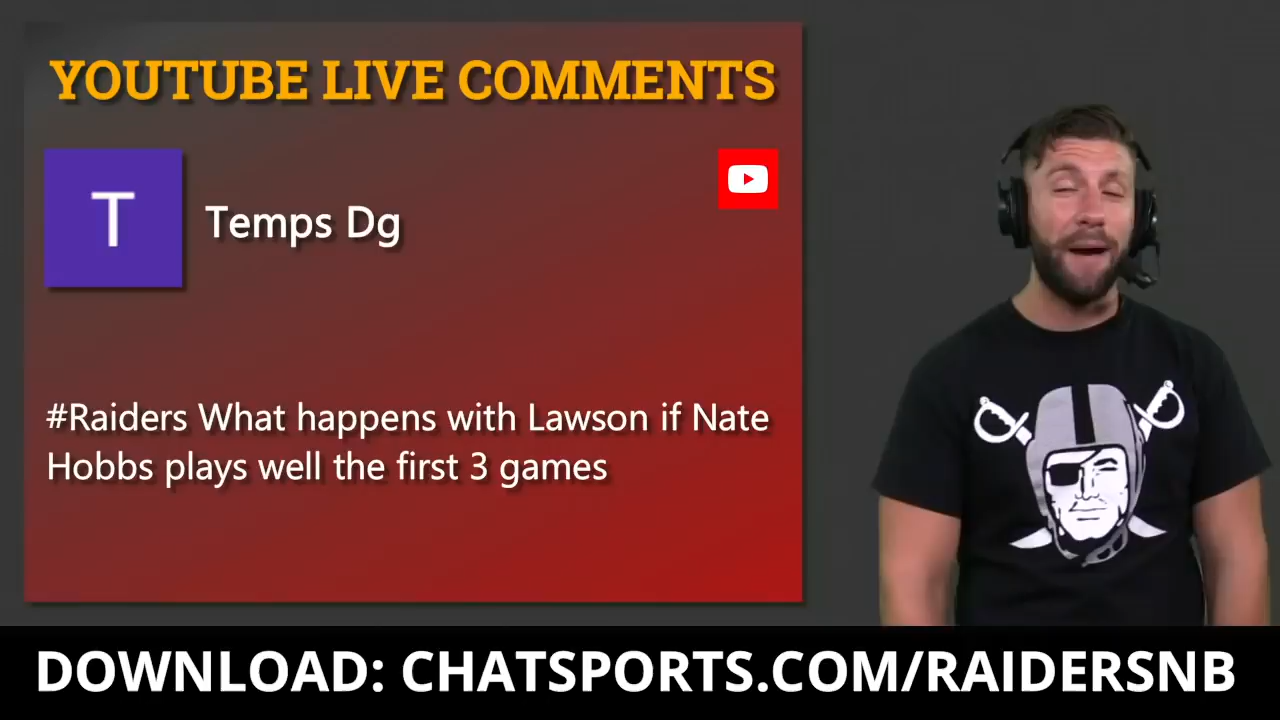 YOUTUBE LIVE COMMENTS
T
Temps Dg
#Raiders What happens with Lawson if Nate
Hobbs plays well the first 3 games
DOWNLOAD: CHATSPORTS.COM/RAIDERSNB